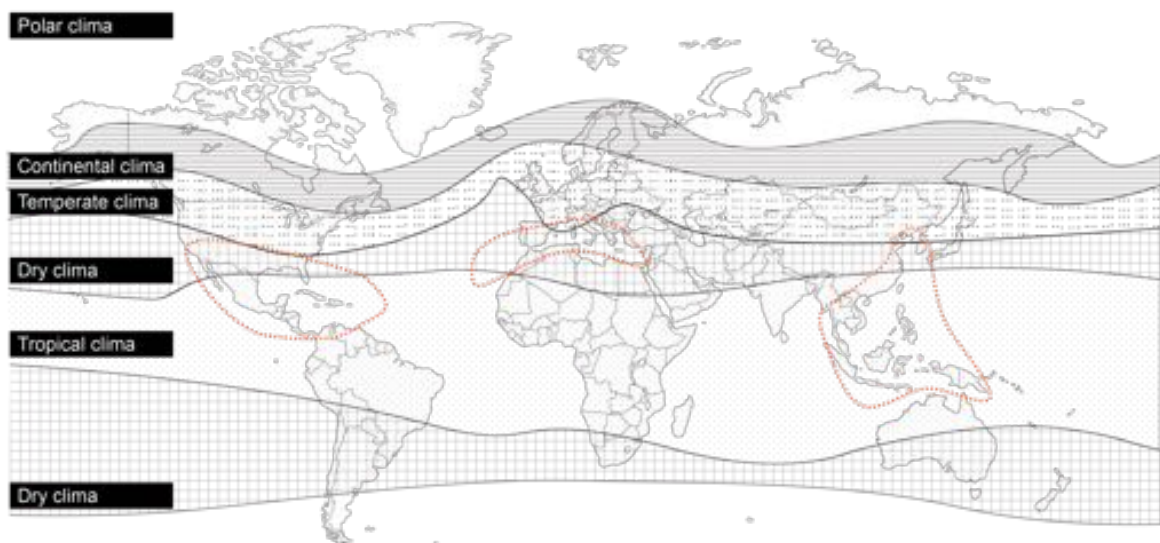 Polar clima
Continental clima
Temperate clima
Dry clima
Tropical clima
Dry clima